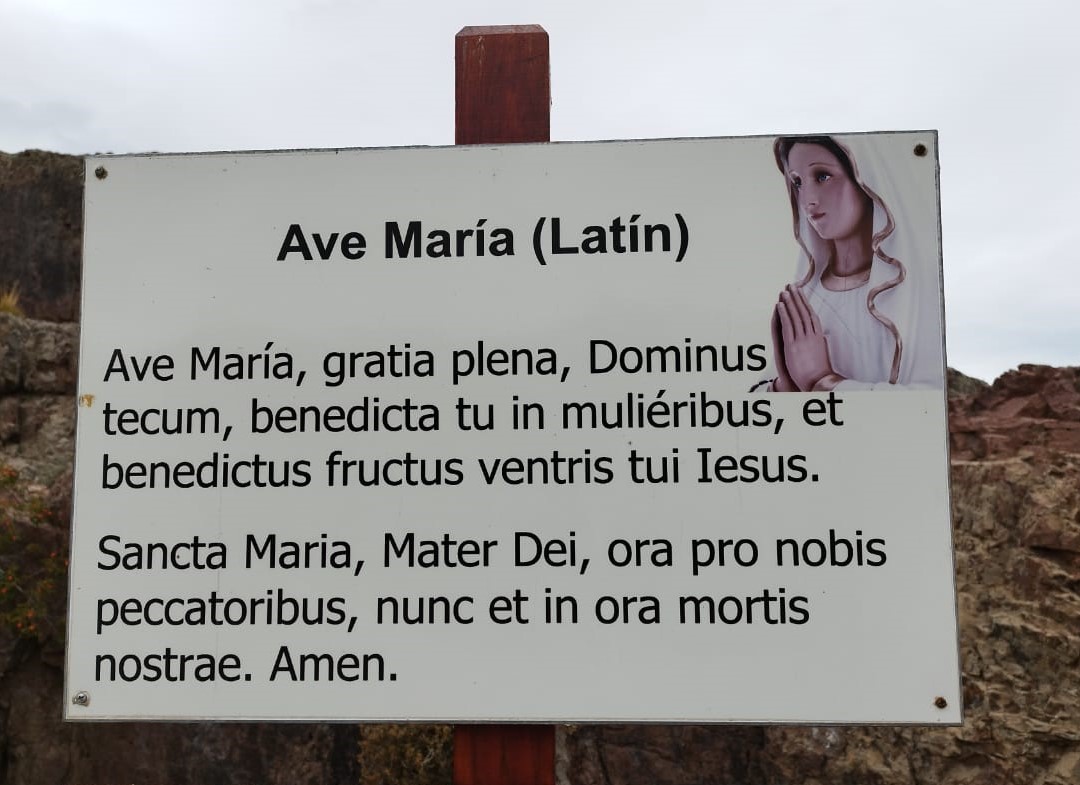 Ave María (Latín)
Ave María, gratia plena, Dominus
tecum, benedicta tu in muliéribus, et
benedictus fructus ventris tui Iesus.
Sancta Maria, Mater Dei, ora pro nobis
peccatoribus, nunc et in ora mortis
nostrae. Amen.